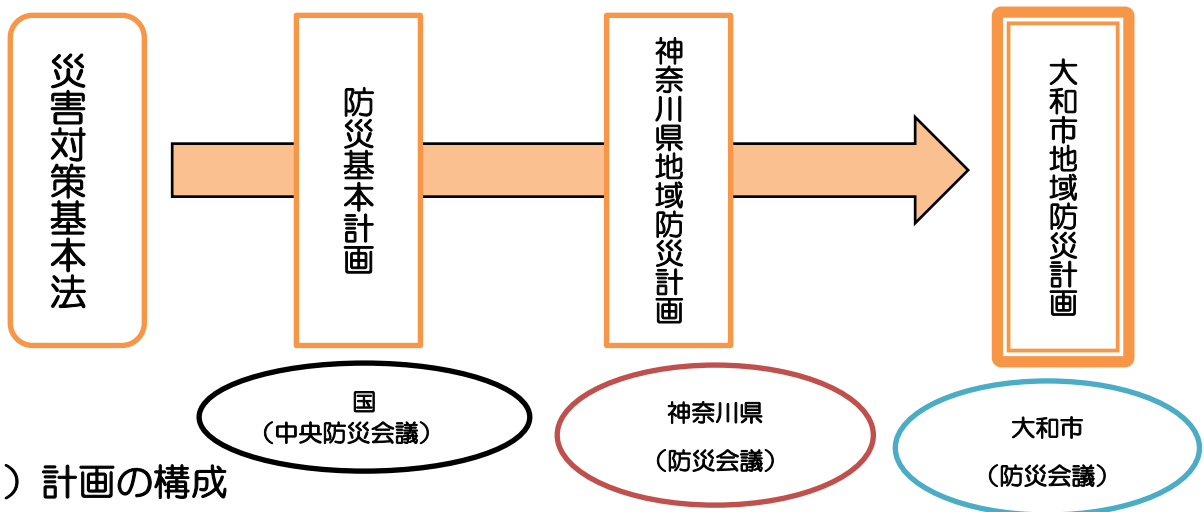 災害対策基本法
防災基本計画
神奈川県地域防災計画
大和市地域防災計画
国
（中央防災会議）
神奈川県
（防災会議）
大和市
（防災会議）
）計画の構成